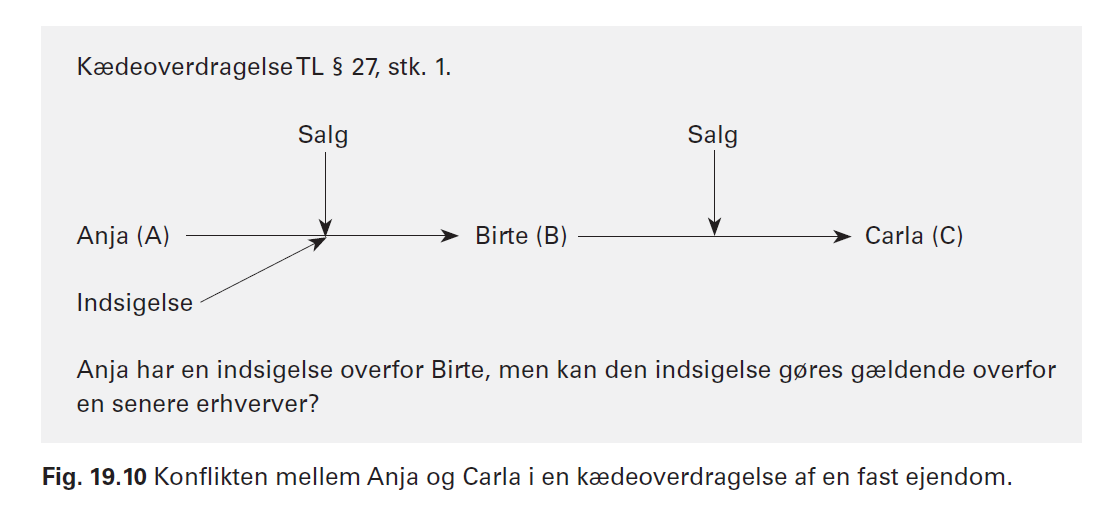 Kædeoverdragelse TL § 27, stk. 1.
Salg Salg
Anja (A) Birte (B) Carla (C)
Indsigelse
Anja har en indsigelse overfor Birte, men kan den indsigelse gøres gældende overfor
en senere erhverver?
Fig. 19.10 Konflikten mellem Anja og Carla i en kædeoverdragelse af en fast ejendom.